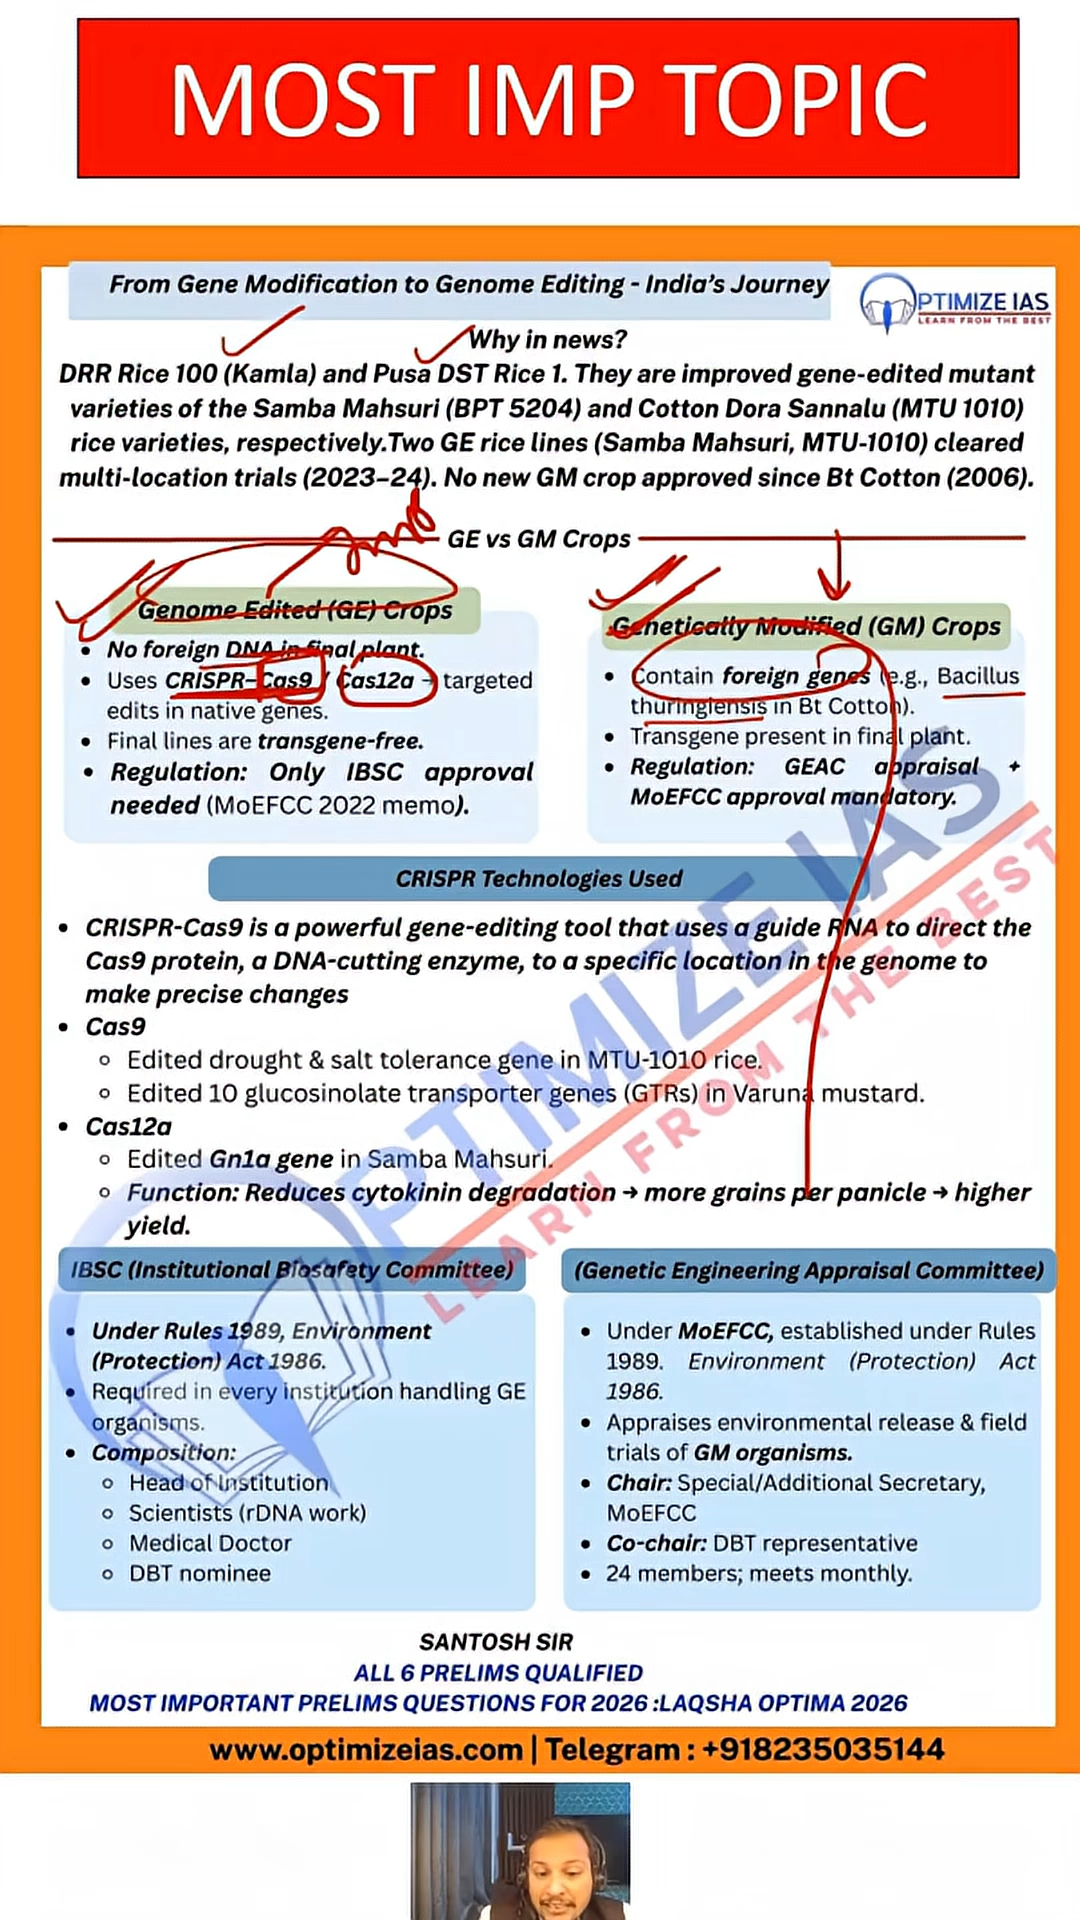 MOST IMP TOPIC
From Gene Modification to Genome Editing - India's Journey
OPTIMIZE IAS
LEARN FROM THE BEST
Why in news?
DRR Rice 100 (Kamla) and Pusa DST Rice 1. They are improved gene-edited mutant
varieties of the Samba Mahsuri (BPT 5204) and Cotton Dora Sannalu (MTU 1010)
rice varieties, respectively.Two GE rice lines (Samba Mahsuri, MTU-1010) cleared
multi-location trials (2023–24). No new GM crop approved since Bt Cotton (2006).
GE vs GM Crops
Genome Edited (GE) Crops
• No foreign DNA in final plant.
• Uses CRISPR-Cas9 / Cas12a → targeted
edits in native genes.
• Final lines are transgene-free.
• Regulation: Only IBSC approval
needed (MoEFCC 2022 memo).
Genetically Modified (GM) Crops
• Contain foreign genes (e.g., Bacillus
thuringiensis in Bt Cotton).
• Transgene present in final plant.
• Regulation: GEAC appraisal +
MoEFCC approval mandatory.
CRISPR Technologies Used
• CRISPR-Cas9 is a powerful gene-editing tool that uses a guide RNA to direct the
Cas9 protein, a DNA-cutting enzyme, to a specific location in the genome to
make precise changes
• Cas9
○ Edited drought & salt tolerance gene in MTU-1010 rice.
○ Edited 10 glucosinolate transporter genes (GTRs) in Varuna mustard.
• Cas12a
○ Edited Gn1a gene in Samba Mahsuri.
○ Function: Reduces cytokinin degradation → more grains per panicle → higher
yield.
OPTIMIZE IAS
LEARN FROM THE BEST
IBSC (Institutional Biosafety Committee)
• Under Rules 1989, Environment
(Protection) Act 1986.
• Required in every institution handling GE
organisms.
• Composition:
○ Head of Institution
○ Scientists (rDNA work)
○ Medical Doctor
○ DBT nominee
(Genetic Engineering Appraisal Committee)
• Under MoEFCC, established under Rules
1989. Environment (Protection) Act
1986.
• Appraises environmental release & field
trials of GM organisms.
• Chair: Special/Additional Secretary,
MoEFCC
• Co-chair: DBT representative
• 24 members; meets monthly.
SANTOSH SIR
ALL 6 PRELIMS QUALIFIED
MOST IMPORTANT PRELIMS QUESTIONS FOR 2026 :LAQSHA OPTIMA 2026
www.optimizeias.com | Telegram : +918235035144